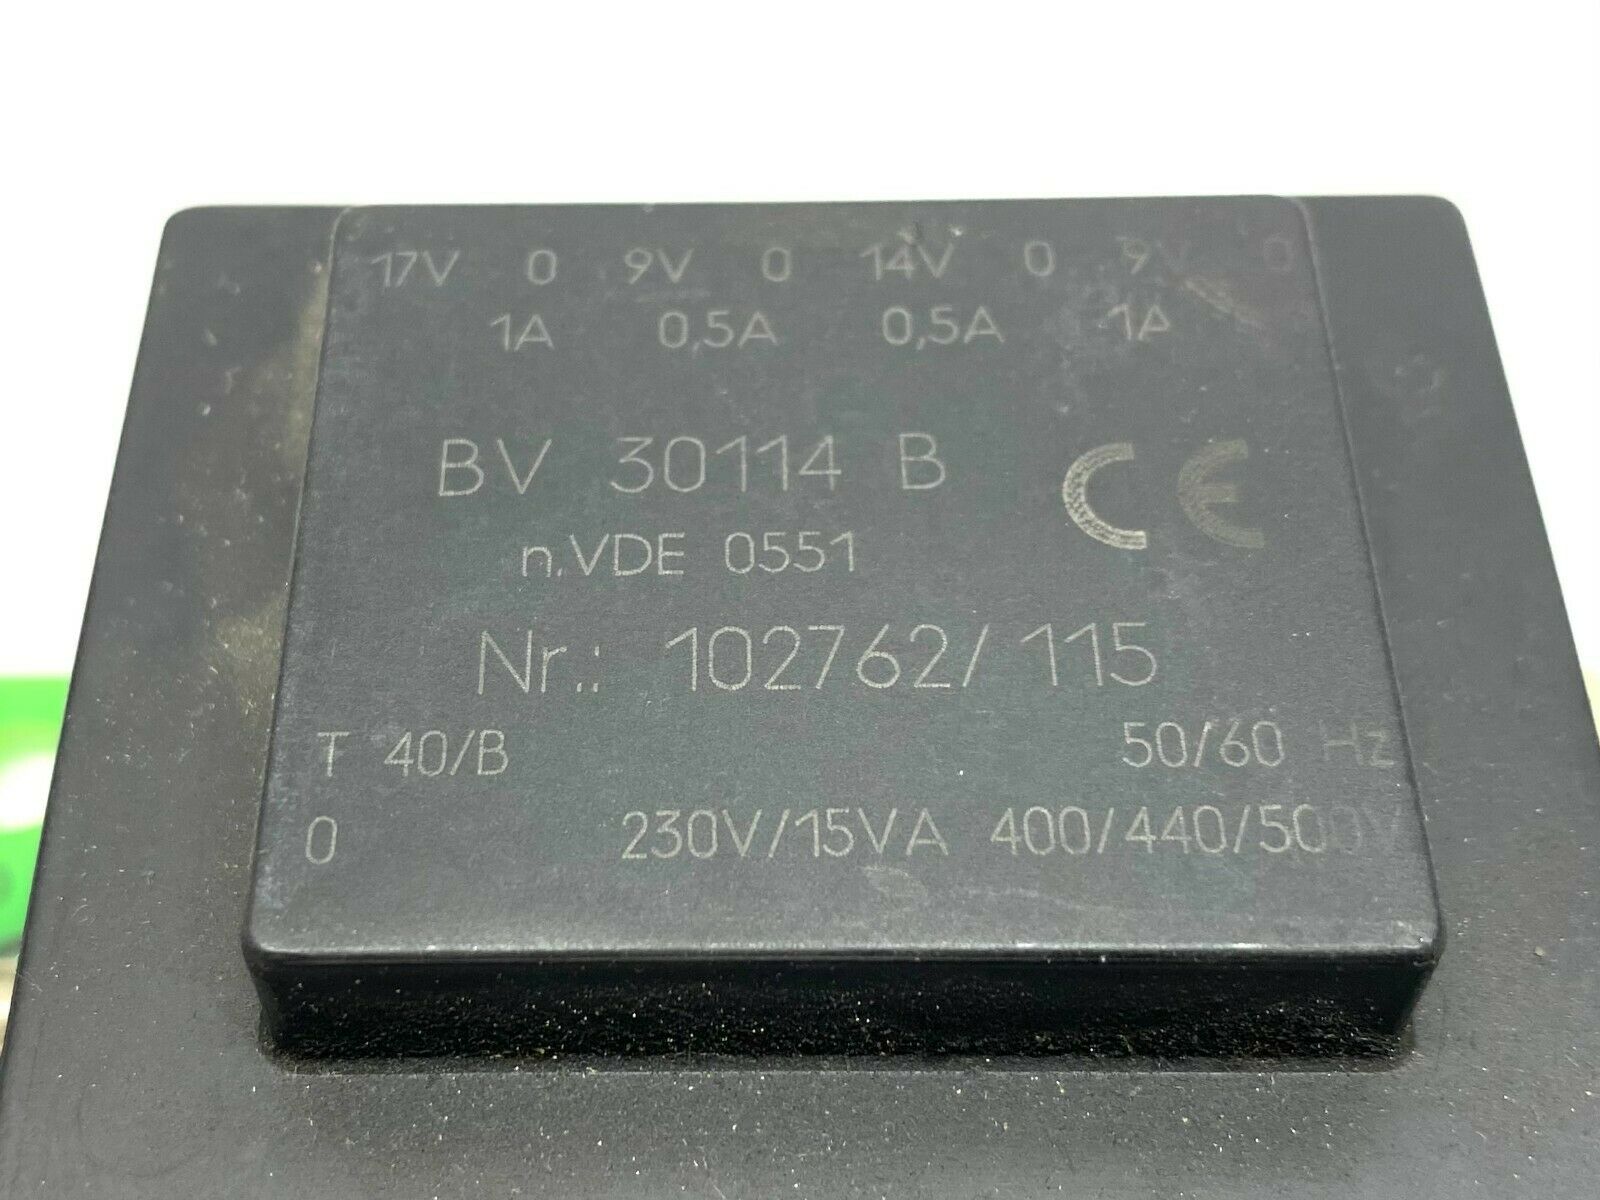 17V 0 9V 0 14V 0 9V 0
1A 0,5A 0,5A 1A
BV 30114 B CE
n.VDE 0551
Nr.: 102762/ 115
T 40/B 50/60 Hz
0 230V/15VA 400/440/500V